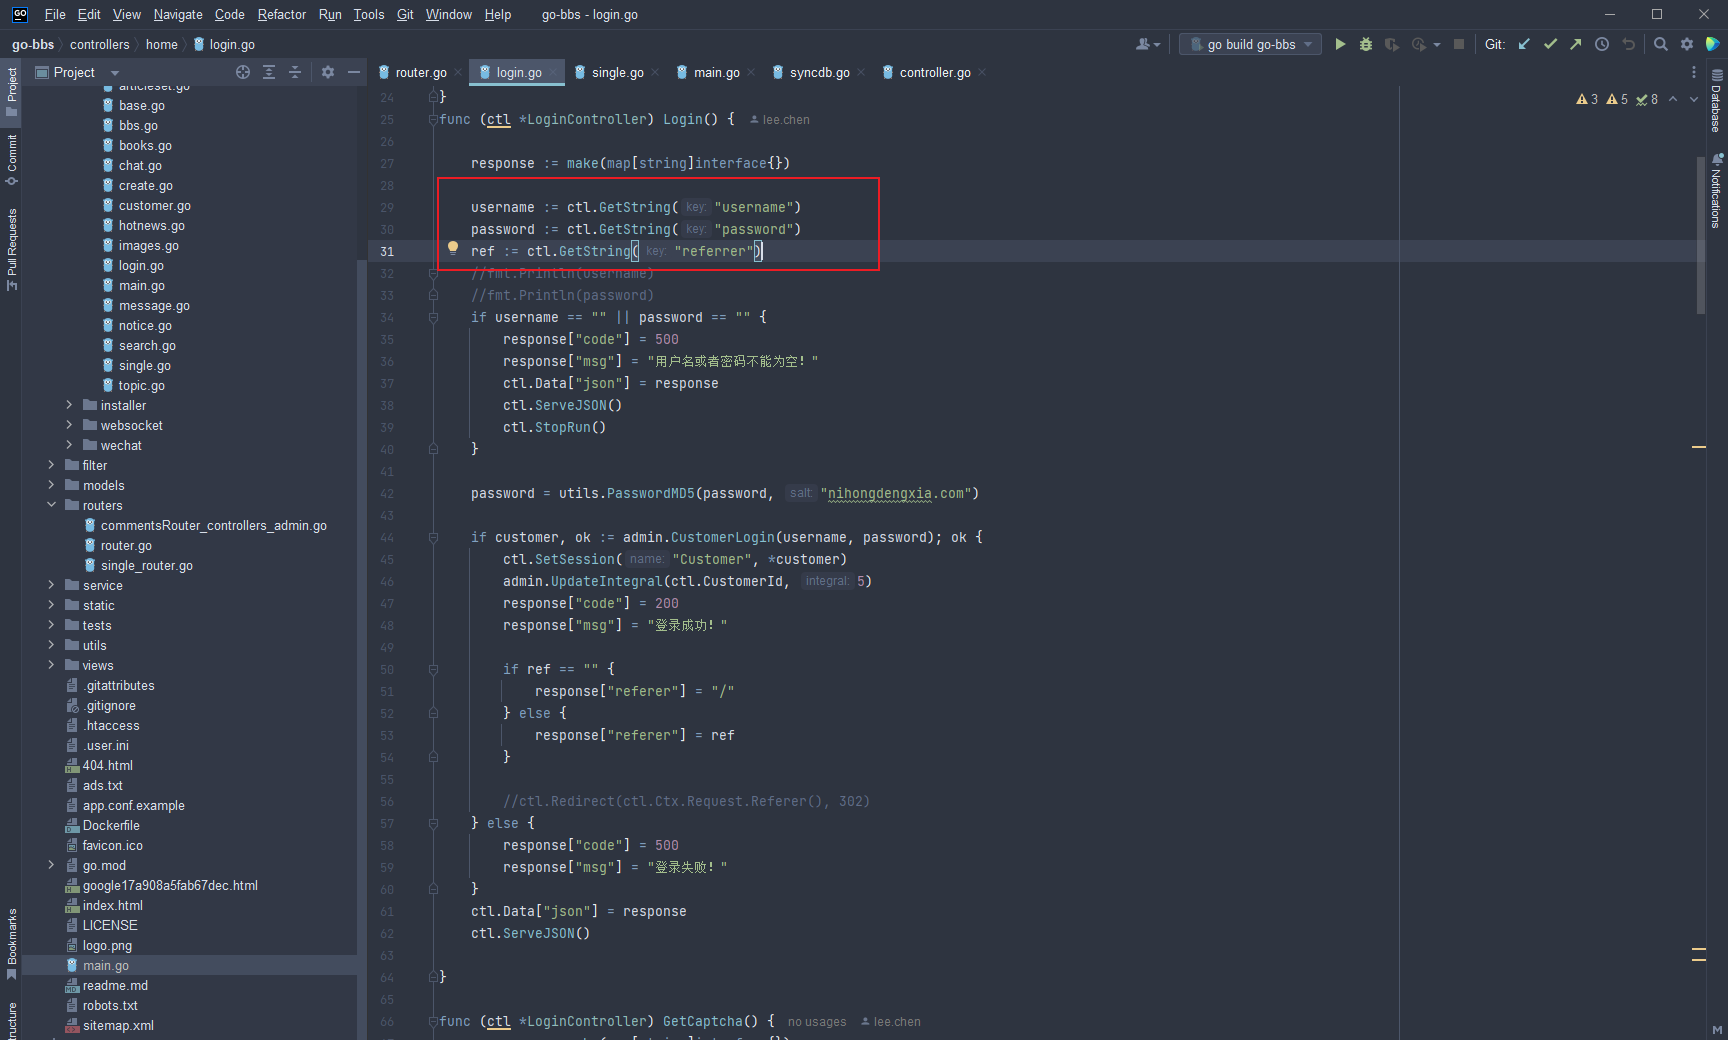 File Edit View Navigate Code Refactor Run Tools Git Window Help go-bbs - login.go
go-bbs controllers home login.go
go build go-bbs Git:
Project
router.go login.go single.go main.go syncdb.go controller.go
3 5 8
Project
Commit
Pull Requests
Bookmarks
Database
Notifications
articleset.go
base.go
bbs.go
books.go
chat.go
create.go
customer.go
hotnews.go
images.go
login.go
main.go
message.go
notice.go
search.go
single.go
topic.go
installer
websocket
wechat
filter
models
routers
commentsRouter_controllers_admin.go
router.go
single_router.go
service
static
tests
utils
views
.gitattributes
.gitignore
.htaccess
.user.ini
404.html
ads.txt
app.conf.example
Dockerfile
favicon.ico
go.mod
google17a908a5fab67dec.html
index.html
LICENSE
logo.png
main.go
readme.md
robots.txt
sitemap.xml
24 }
25 func (ctl *LoginController) Login() { lee.chen
26
27 response := make(map[string]interface{})
28
29 username := ctl.GetString( key: "username")
30 password := ctl.GetString( key: "password")
31 ref := ctl.GetString( key: "referrer")
32 //fmt.Println(username)
33 //fmt.Println(password)
34 if username == "" || password == "" {
35 response["code"] = 500
36 response["msg"] = "用户名或者密码不能为空！"
37 ctl.Data["json"] = response
38 ctl.ServeJSON()
39 ctl.StopRun()
40 }
41
42 password = utils.PasswordMD5(password, salt: "nihongdengxia.com")
43
44 if customer, ok := admin.CustomerLogin(username, password); ok {
45 ctl.SetSession( name: "Customer", *customer)
46 admin.UpdateIntegral(ctl.CustomerId, integral: 5)
47 response["code"] = 200
48 response["msg"] = "登录成功！"
49
50 if ref == "" {
51 response["referer"] = "/"
52 } else {
53 response["referer"] = ref
54 }
55
56 //ctl.Redirect(ctl.Ctx.Request.Referer(), 302)
57 } else {
58 response["code"] = 500
59 response["msg"] = "登录失败！"
60 }
61 ctl.Data["json"] = response
62 ctl.ServeJSON()
63
64 }
65
66 func (ctl *LoginController) GetCaptcha() { no usages lee.chen